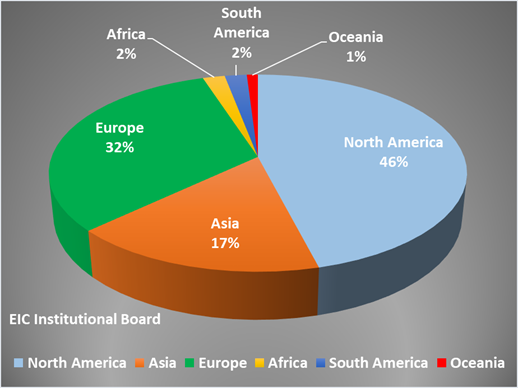 South
America
2%
Africa
2%
Oceania
1%
Europe
32%
North America
46%
Asia
17%
EIC Institutional Board
North America Asia Europe Africa South America Oceania